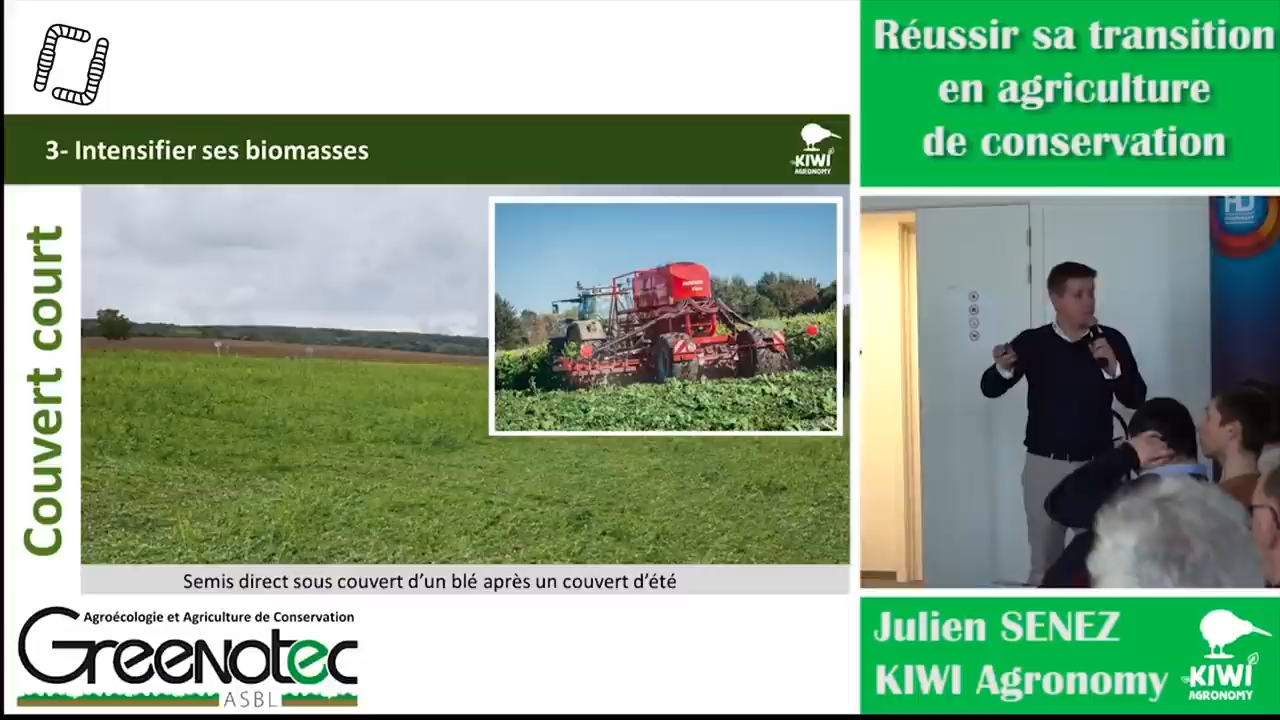 Réussir sa transition
en agriculture
de conservation
3- Intensifier ses biomasses
KIWI
AGRONOMY
Couvert court
Semis direct sous couvert d'un blé après un couvert d'été
Agroécologie et Agriculture de Conservation
Greenotec
ASBL
Julien SENEZ
KIWI Agronomy
KIWI
AGRONOMY